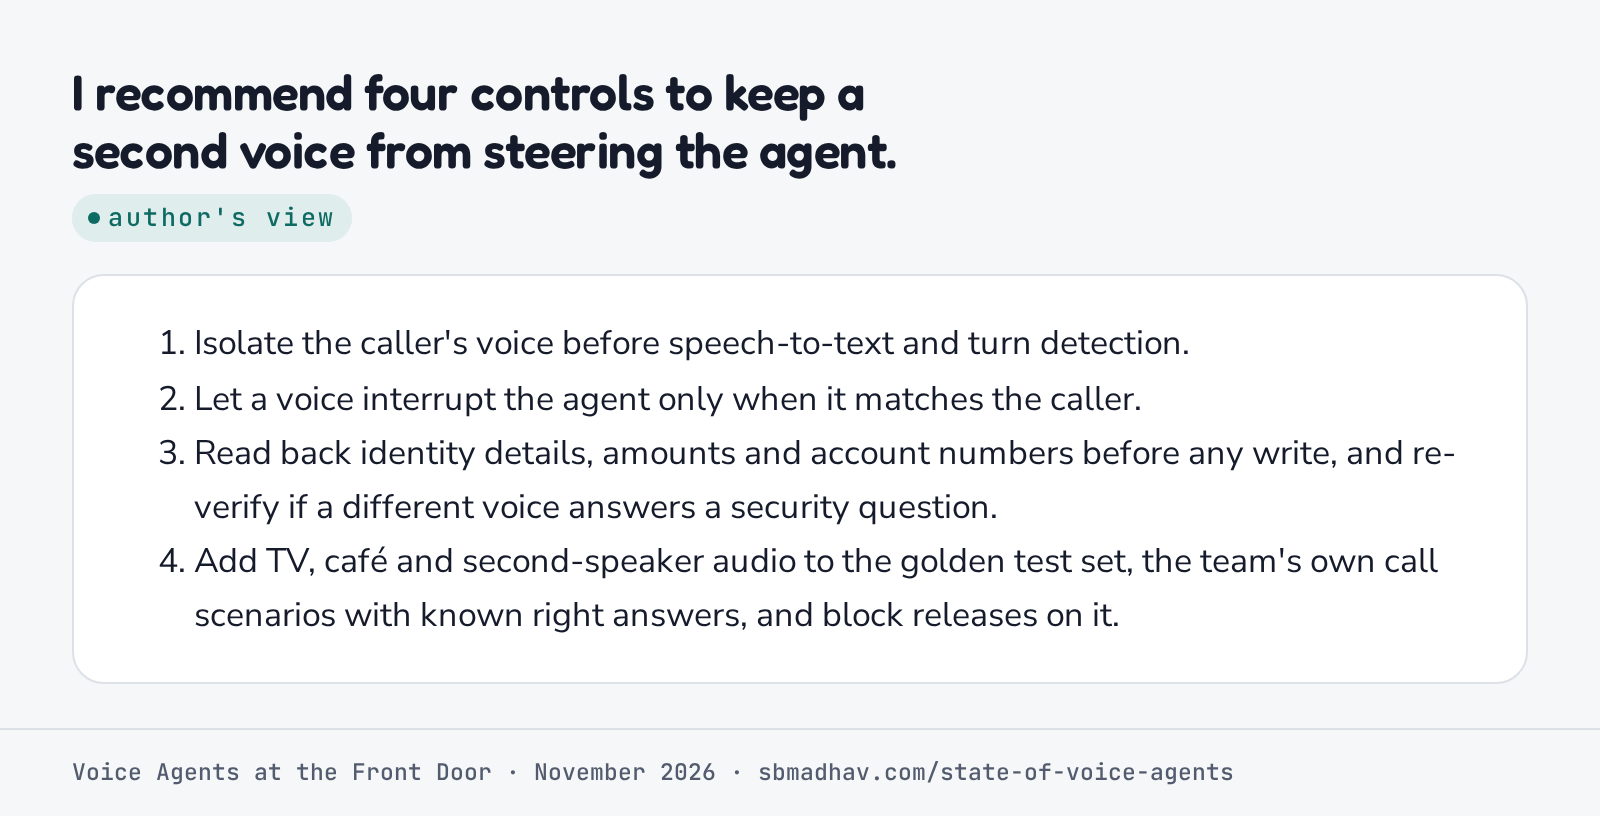 I recommend four controls to keep a
second voice from steering the agent.
author's view
1. Isolate the caller's voice before speech-to-text and turn detection.
2. Let a voice interrupt the agent only when it matches the caller.
3. Read back identity details, amounts and account numbers before any write, and re-
verify if a different voice answers a security question.
4. Add TV, café and second-speaker audio to the golden test set, the team's own call
scenarios with known right answers, and block releases on it.
Voice Agents at the Front Door · November 2026 · sbmadhav.com/state-of-voice-agents